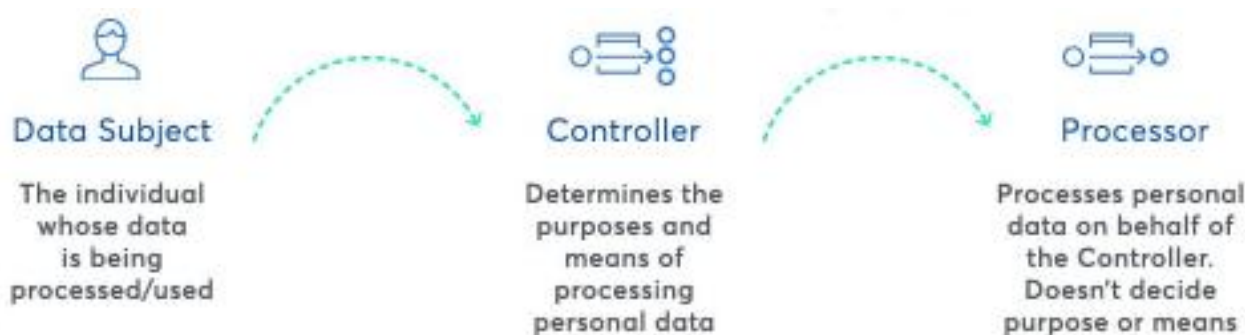 Data Subject
The individual
whose data
is being
processed/used
Controller
Determines the
purposes and
means of
processing
personal data
Processor
Processes personal
data on behalf of
the Controller.
Doesn't decide
purpose or means